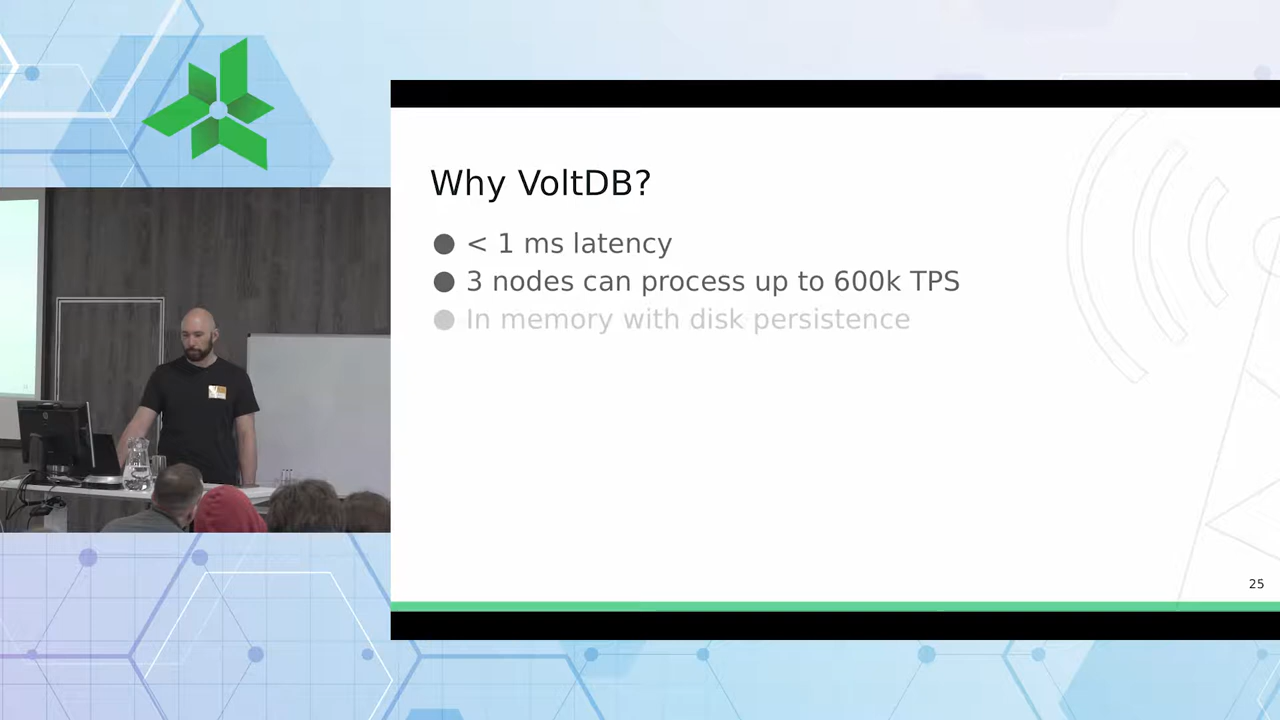 Why VoltDB?
● < 1 ms latency
● 3 nodes can process up to 600k TPS
● In memory with disk persistence
25